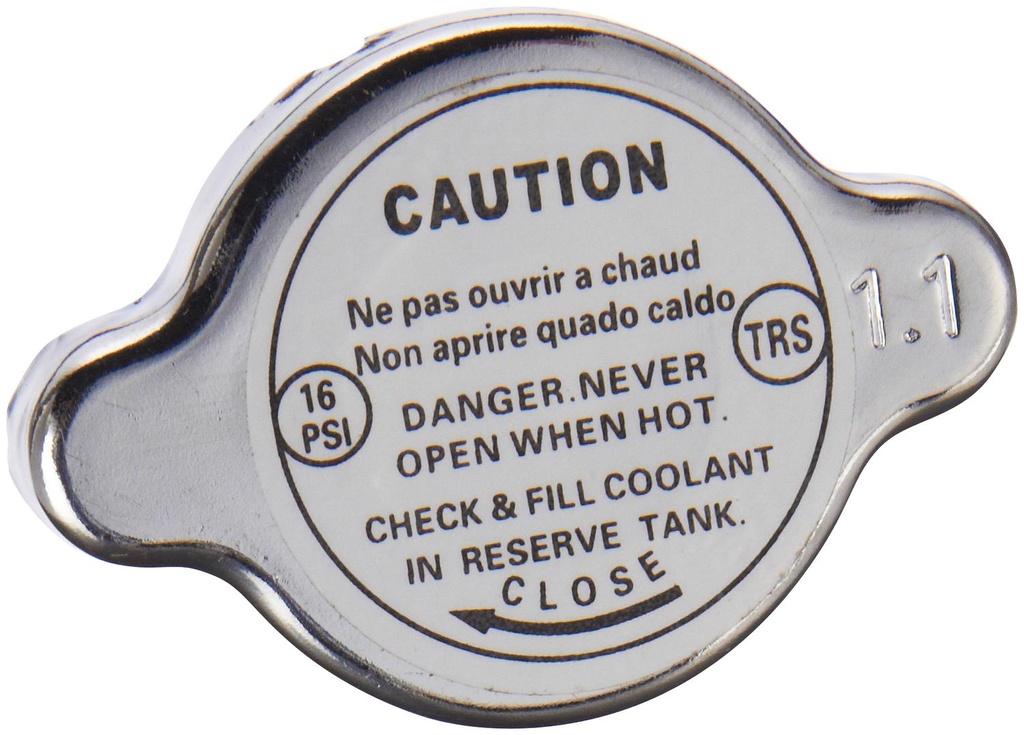 CAUTION
Ne pas ouvrir a chaud
Non aprire quado caldo
TRS
1.1
16
PSI
DANGER.NEVER
OPEN WHEN HOT.
CHECK & FILL COOLANT
IN RESERVE TANK.
CLOSE